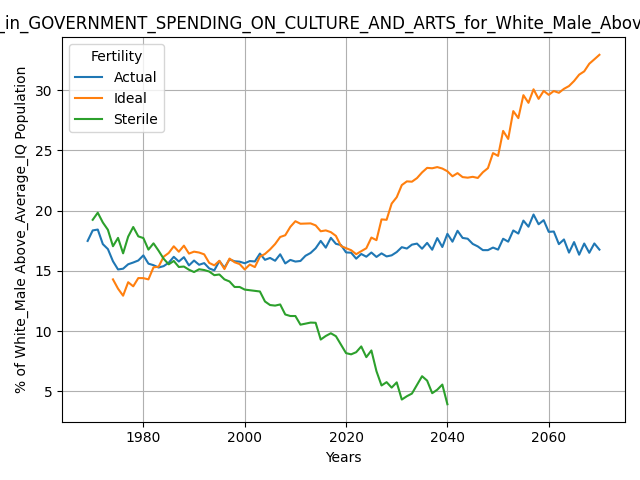 _in_GOVERNMENT_SPENDING_ON_CULTURE_AND_ARTS_for_White_Male_Abov
Fertility
Actual
Ideal
Sterile
% of White_Male Above_Average_IQ Population
30
25
20
15
10
5
1980 2000 2020 2040 2060
Years